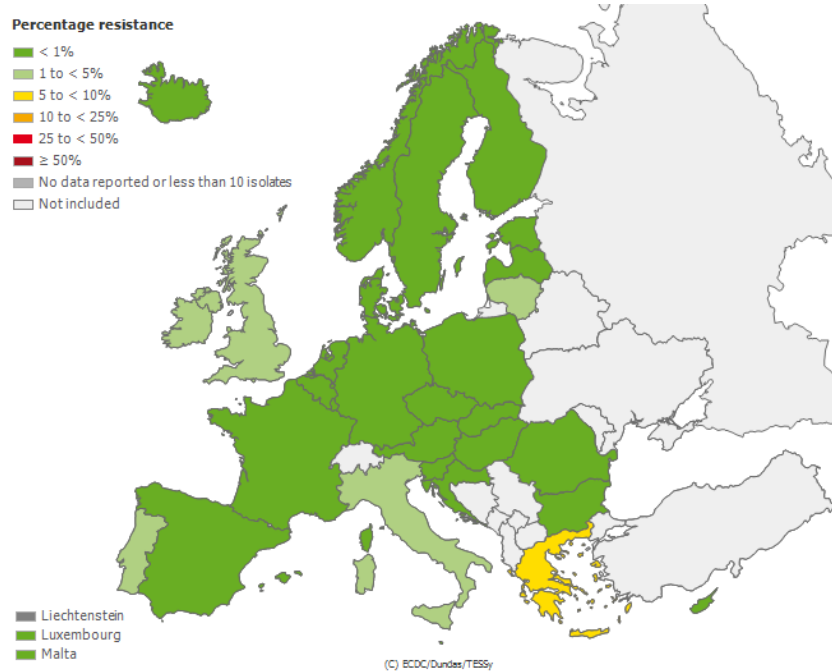 Percentage resistance
< 1%
1 to < 5%
5 to < 10%
10 to < 25%
25 to < 50%
≥ 50%
No data reported or less than 10 isolates
Not included
Liechtenstein
Luxembourg
Malta
(C) ECDC/Dundas/TESSy